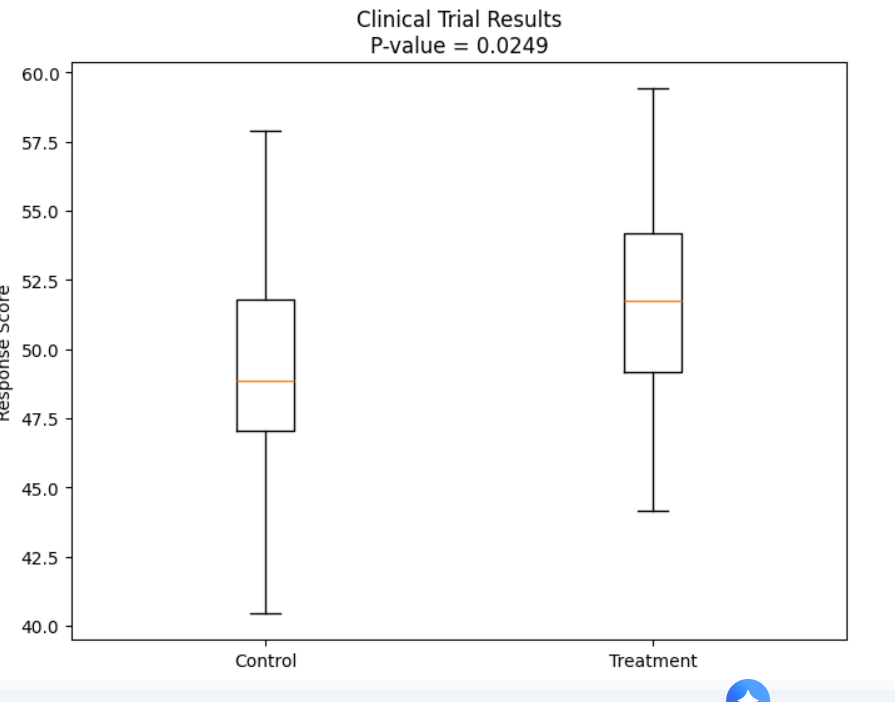 Clinical Trial Results
P-value = 0.0249
60.0
57.5
55.0
52.5
50.0
47.5
45.0
42.5
40.0
Response Score
Control
Treatment